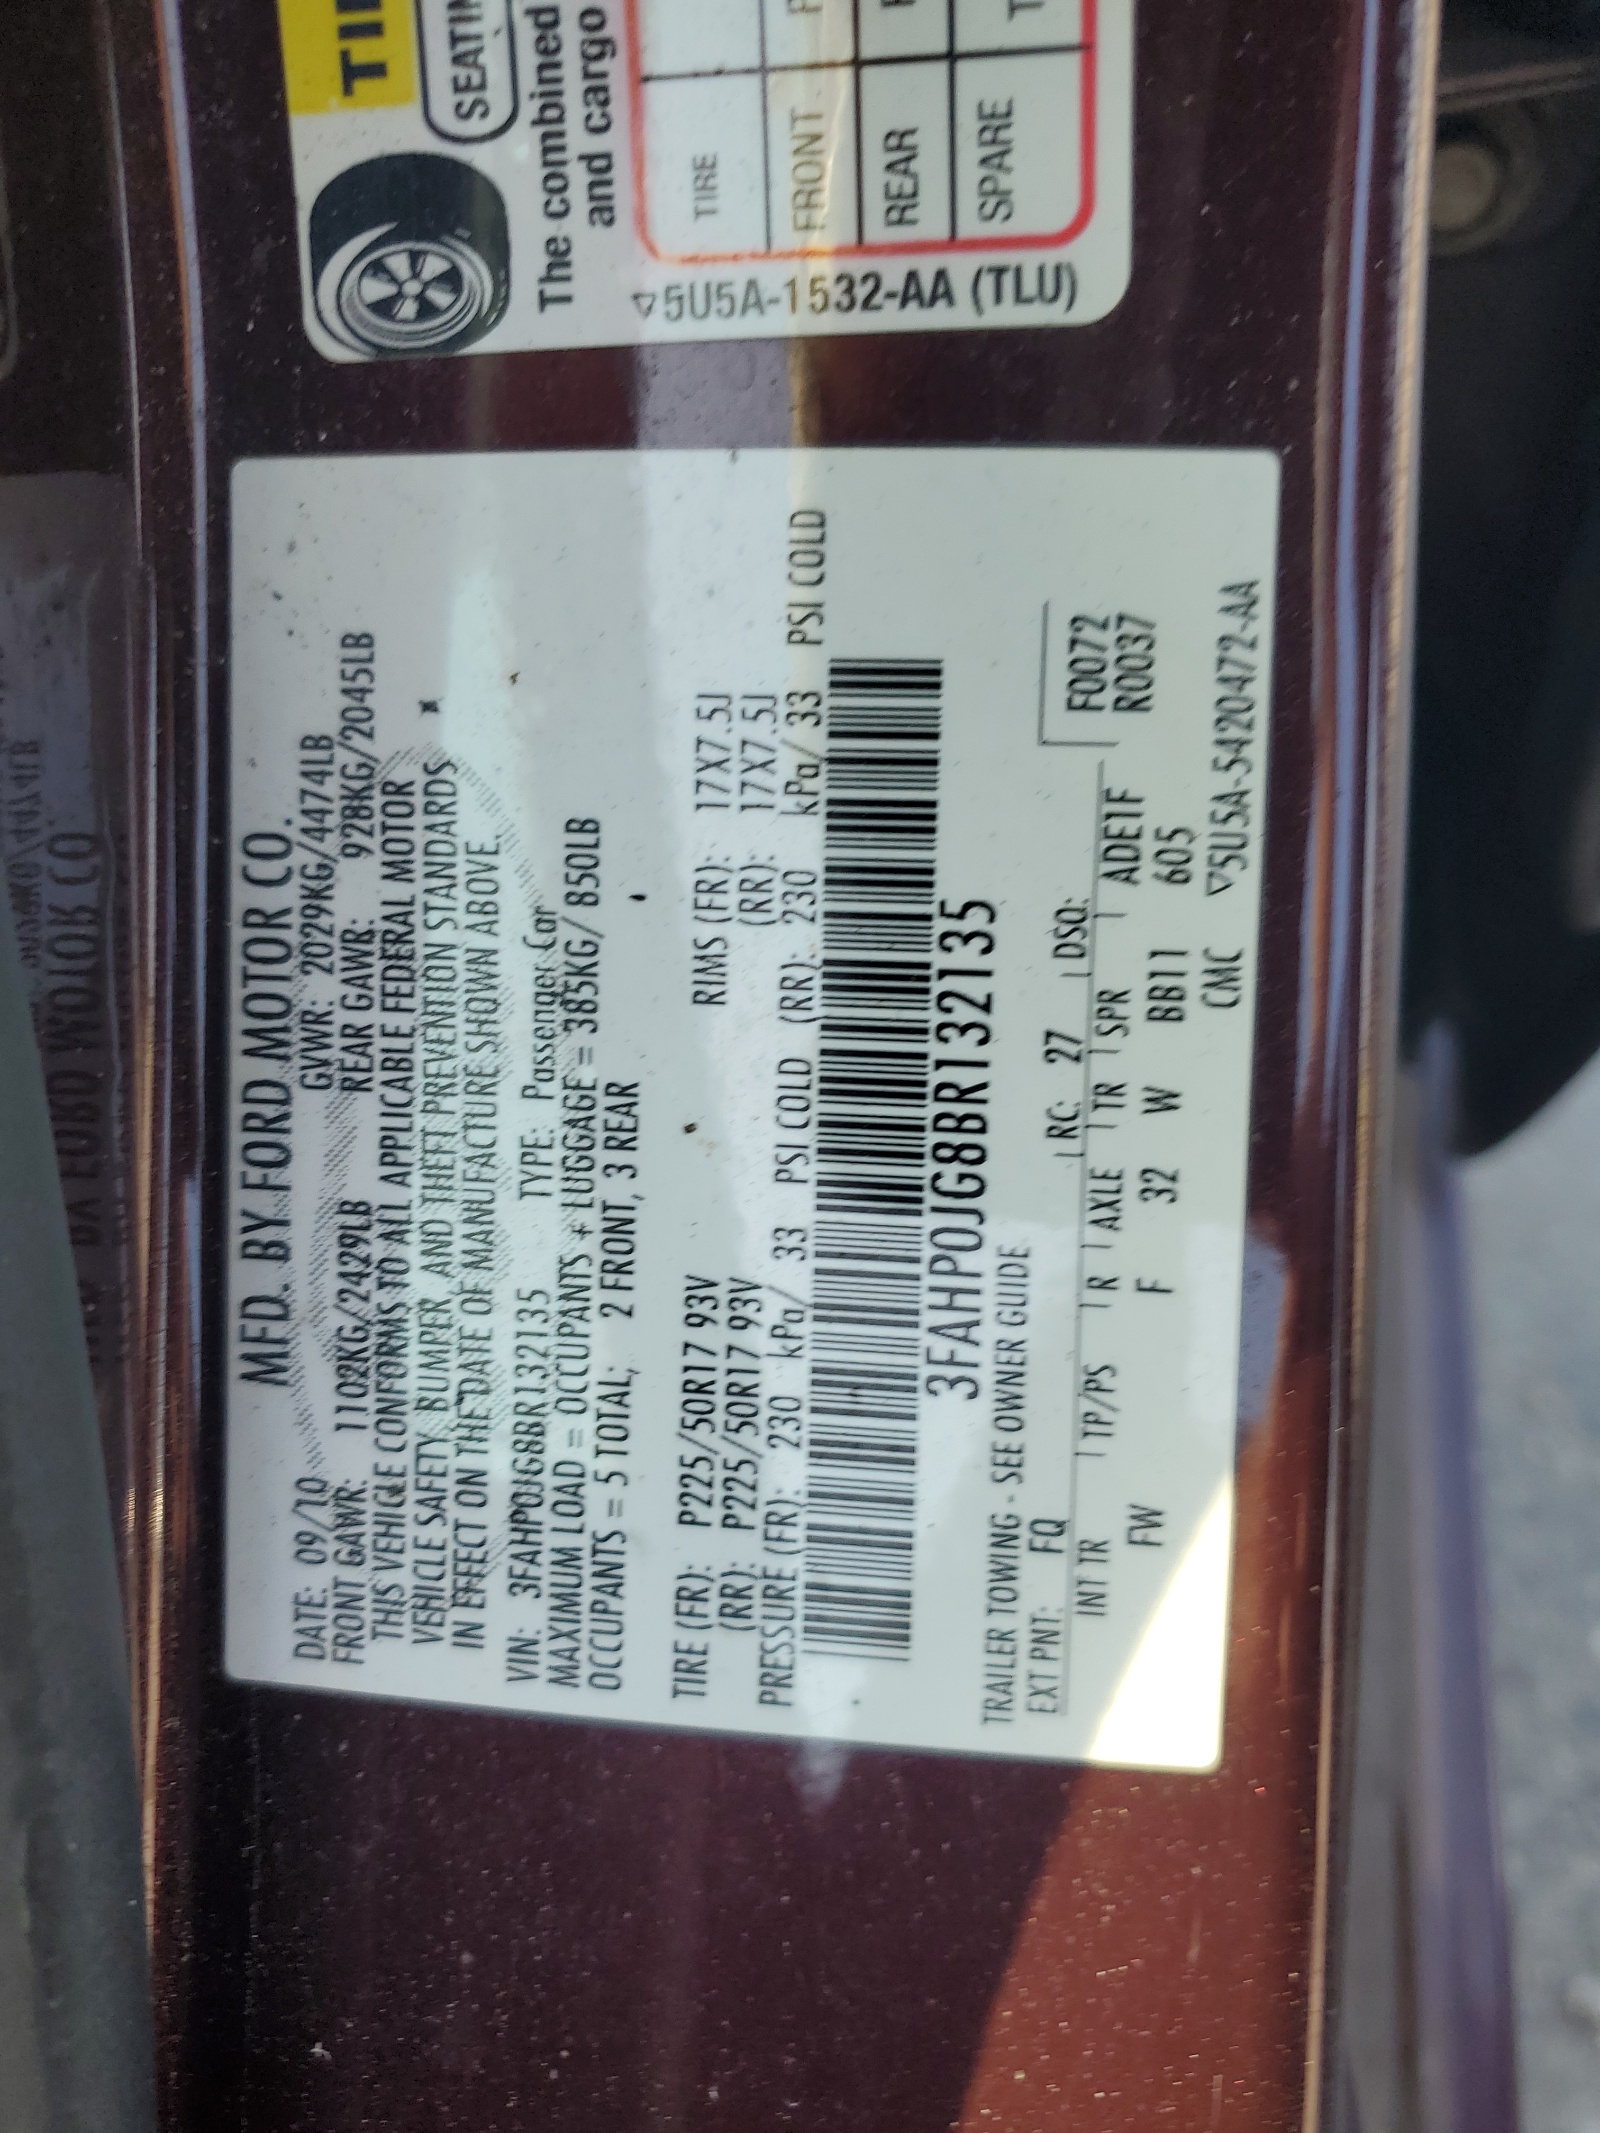 MFD. BY FORD MOTOR CO.
DATE: 09/10 GVWR: 2029KG/4474LB
FRONT GAWR: 1102KG/2429LB REAR GAWR: 928KG/2045LB
THIS VEHICLE CONFORMS TO ALL APPLICABLE FEDERAL MOTOR
VEHICLE SAFETY, BUMPER, AND THEFT PREVENTION STANDARDS
IN EFFECT ON THE DATE OF MANUFACTURE SHOWN ABOVE.
VIN: 3FAHP0JG8BR132135 TYPE: Passenger Car
MAXIMUM LOAD = OCCUPANTS + LUGGAGE = 385KG/ 850LB
OCCUPANTS = 5 TOTAL; 2 FRONT, 3 REAR
TIRE (FR): P225/50R17 93V RIMS (FR): 17X7.5J
(RR): P225/50R17 93V (RR): 17X7.5J
PRESSURE (FR): 230 kPa/ 33 PSI COLD (RR): 230 kPa/ 33 PSI COLD
3FAHP0JG8BR132135
TRAILER TOWING - SEE OWNER GUIDE
EXT PNT: FQ RC: 27 DSO: F0072
INT TR TP/PS R AXLE TR SPR ADE1F R0037
FW F 32 W BB11 605
CMC ▽5U5A-5420472-AA
SEATIN
The combined
and cargo
TIRE
FRONT
REAR
SPARE
▽5U5A-1532-AA (TLU)